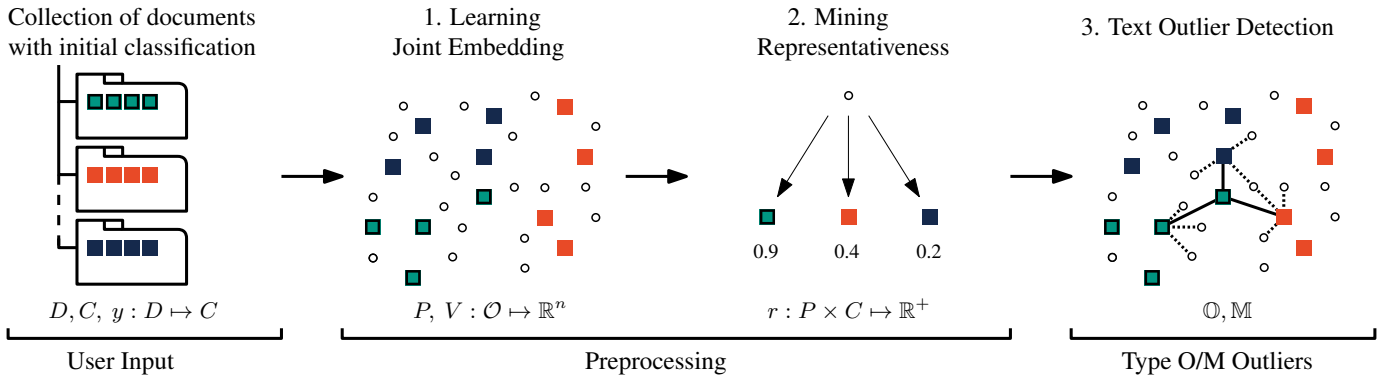 Collection of documents
with initial classification
1. Learning
Joint Embedding
2. Mining
Representativeness
3. Text Outlier Detection
0.9
0.4
0.2
D, C, y : D ↦ C
P, V : 𝒪 ↦ ℝⁿ
r : P × C ↦ ℝ⁺
𝕆, 𝕄
User Input
Preprocessing
Type O/M Outliers